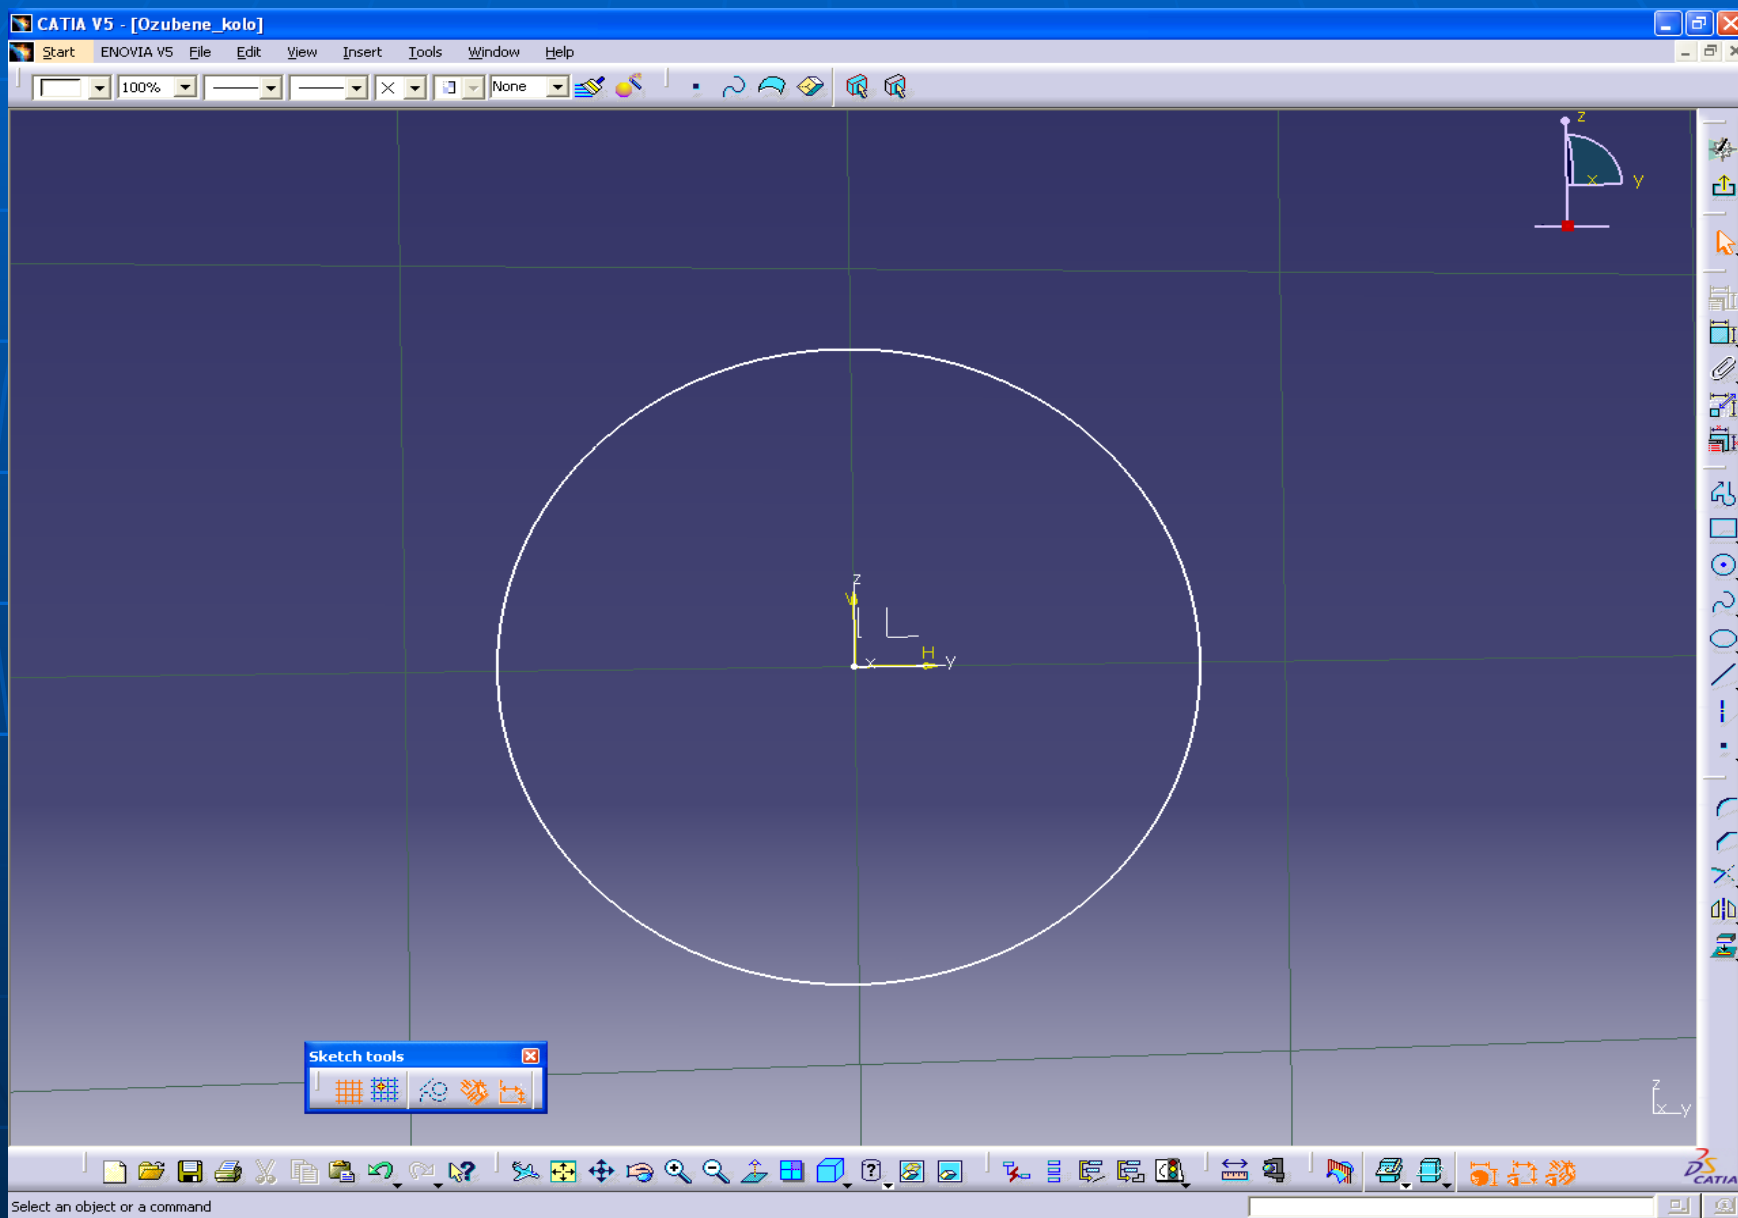 CATIA V5 - [Ozubene_kolo]
Start ENOVIA V5 File Edit View Insert Tools Window Help
100% None
z
x y
z
V
H
x y
Sketch tools
z
x y
DS
CATIA
Select an object or a command